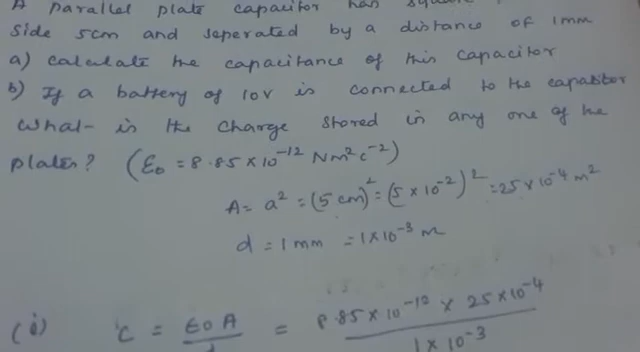 A parallel plate capacitor has square
Side 5cm and seperated by a distance of 1mm
a) calculate the capacitance of this capacitor
b) If a battery of 10V is connected to the capacitor
What is the charge stored in any one of the
plates? (ε₀ = 8.85 × 10⁻¹² Nm²c⁻²)
A = a² = (5 cm)² = (5 × 10⁻²)² = 25 × 10⁻⁴ m²
d = 1 mm = 1 × 10⁻³ m
(i) C = ε₀A / d = 8.85 × 10⁻¹² × 25 × 10⁻⁴ / 1 × 10⁻³